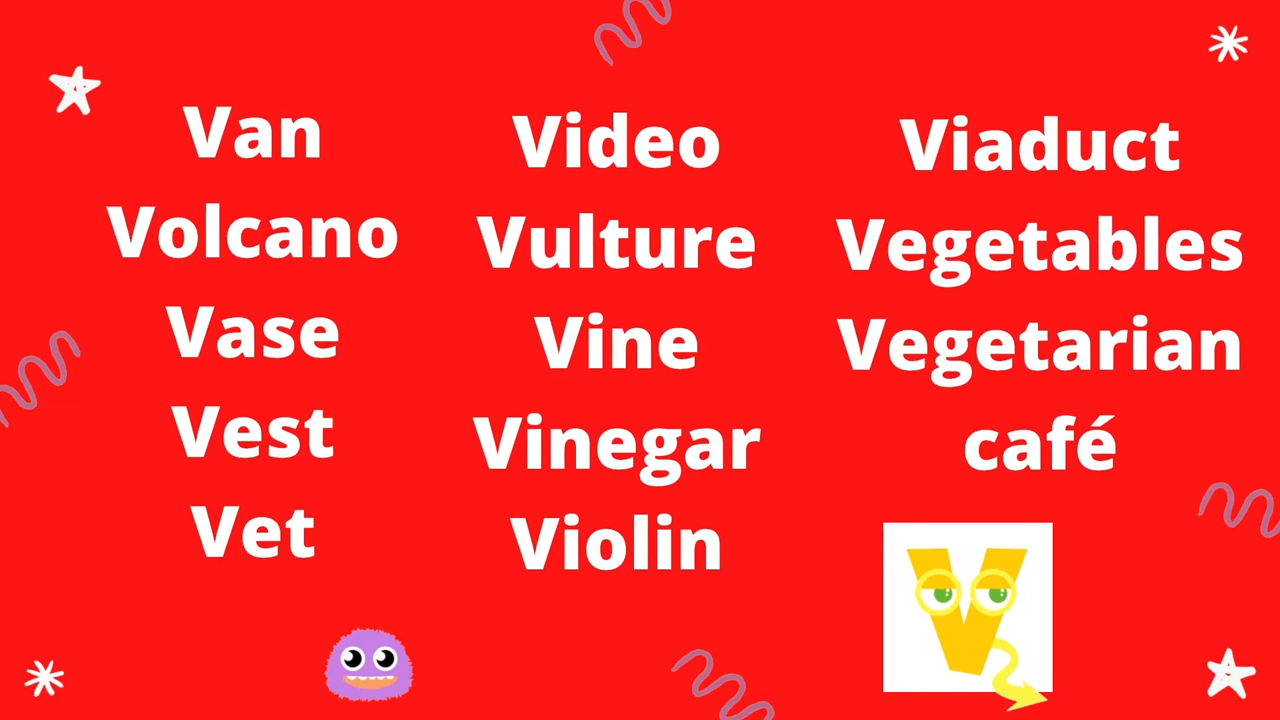 Van
Volcano
Vase
Vest
Vet
Video
Vulture
Vine
Vinegar
Violin
Viaduct
Vegetables
Vegetarian
café
V